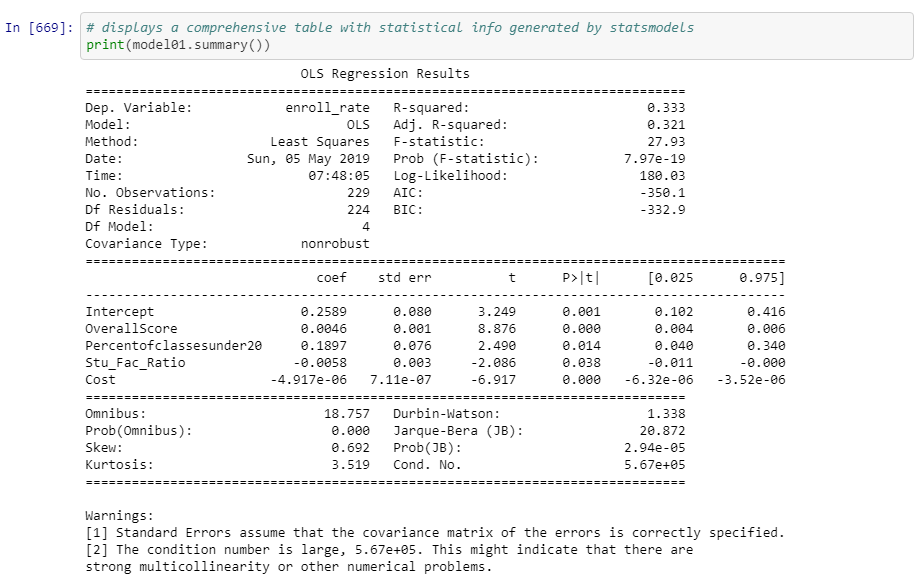 In [669]: # displays a comprehensive table with statistical info generated by statsmodels
print(model01.summary())
OLS Regression Results
==============================================================================
Dep. Variable: enroll_rate R-squared: 0.333
Model: OLS Adj. R-squared: 0.321
Method: Least Squares F-statistic: 27.93
Date: Sun, 05 May 2019 Prob (F-statistic): 7.97e-19
Time: 07:48:05 Log-Likelihood: 180.03
No. Observations: 229 AIC: -350.1
Df Residuals: 224 BIC: -332.9
Df Model: 4
Covariance Type: nonrobust
===========================================================================================
coef std err t P>|t| [0.025 0.975]
-------------------------------------------------------------------------------------------
Intercept 0.2589 0.080 3.249 0.001 0.102 0.416
OverallScore 0.0046 0.001 8.876 0.000 0.004 0.006
Percentofclassesunder20 0.1897 0.076 2.490 0.014 0.040 0.340
Stu_Fac_Ratio -0.0058 0.003 -2.086 0.038 -0.011 -0.000
Cost -4.917e-06 7.11e-07 -6.917 0.000 -6.32e-06 -3.52e-06
==============================================================================
Omnibus: 18.757 Durbin-Watson: 1.338
Prob(Omnibus): 0.000 Jarque-Bera (JB): 20.872
Skew: 0.692 Prob(JB): 2.94e-05
Kurtosis: 3.519 Cond. No. 5.67e+05
==============================================================================
Warnings:
[1] Standard Errors assume that the covariance matrix of the errors is correctly specified.
[2] The condition number is large, 5.67e+05. This might indicate that there are
strong multicollinearity or other numerical problems.